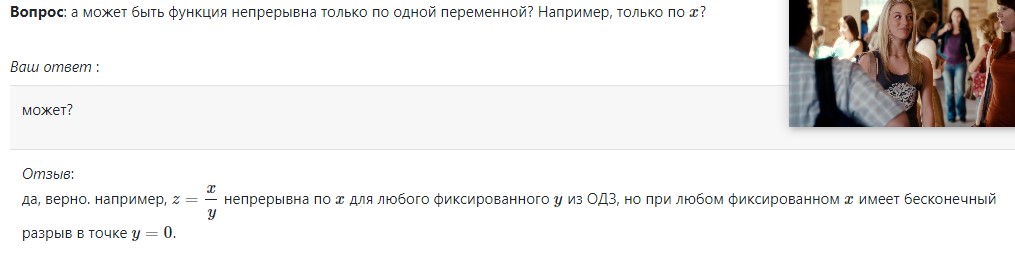 Вопрос: а может быть функция непрерывна только по одной переменной? Например, только по x?
Ваш ответ :
может?
Отзыв:
да, верно. например, z = x/y непрерывна по x для любого фиксированного y из ОДЗ, но при любом фиксированном x имеет бесконечный
разрыв в точке y = 0.